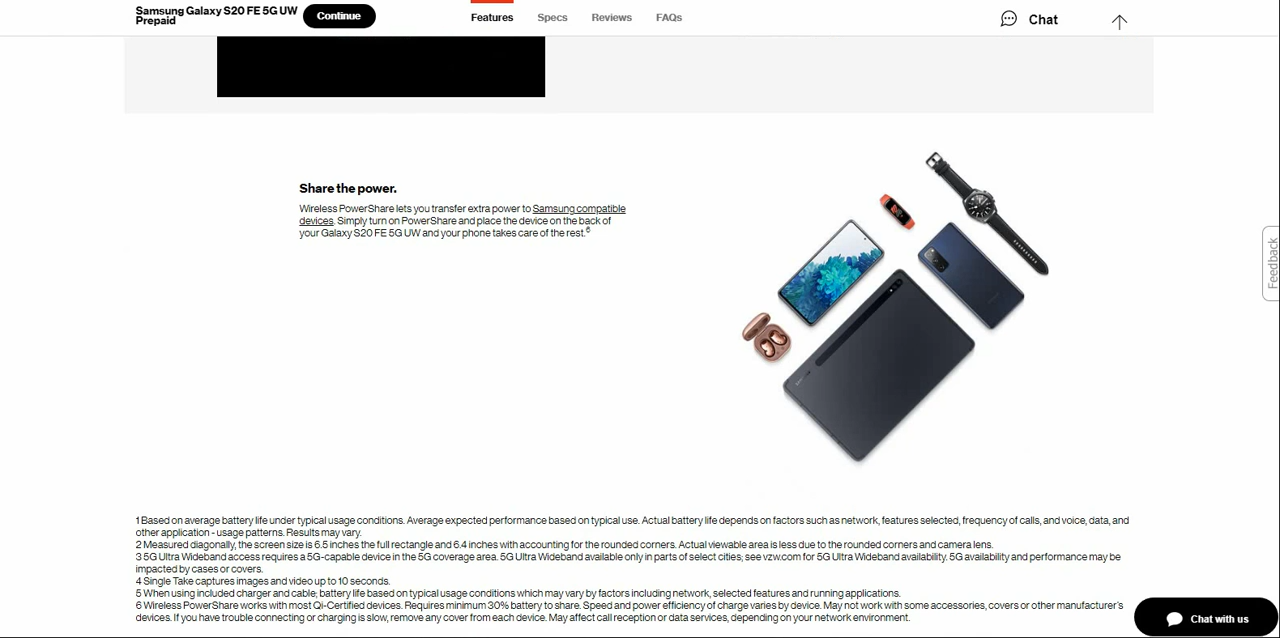 Samsung Galaxy S20 FE 5G UW
Prepaid
Continue
Features
Specs
Reviews
FAQs
Chat
Share the power.
Wireless PowerShare lets you transfer extra power to Samsung compatible
devices. Simply turn on PowerShare and place the device on the back of
your Galaxy S20 FE 5G UW and your phone takes care of the rest.6
Feedback
1 Based on average battery life under typical usage conditions. Average expected performance based on typical use. Actual battery life depends on factors such as network, features selected, frequency of calls, and voice, data, and
other application - usage patterns. Results may vary.
2 Measured diagonally, the screen size is 6.5 inches the full rectangle and 6.4 inches with accounting for the rounded corners. Actual viewable area is less due to the rounded corners and camera lens.
3 5G Ultra Wideband access requires a 5G-capable device in the 5G coverage area. 5G Ultra Wideband available only in parts of select cities; see vzw.com for 5G Ultra Wideband availability. 5G availability and performance may be
impacted by cases or covers.
4 Single Take captures images and video up to 10 seconds.
5 When using included charger and cable; battery life based on typical usage conditions which may vary by factors including network, selected features and running applications.
6 Wireless PowerShare works with most Qi-Certified devices. Requires minimum 30% battery to share. Speed and power efficiency of charge varies by device. May not work with some accessories, covers or other manufacturer's
devices. If you have trouble connecting or charging is slow, remove any cover from each device. May affect call reception or data services, depending on your network environment.
Chat with us